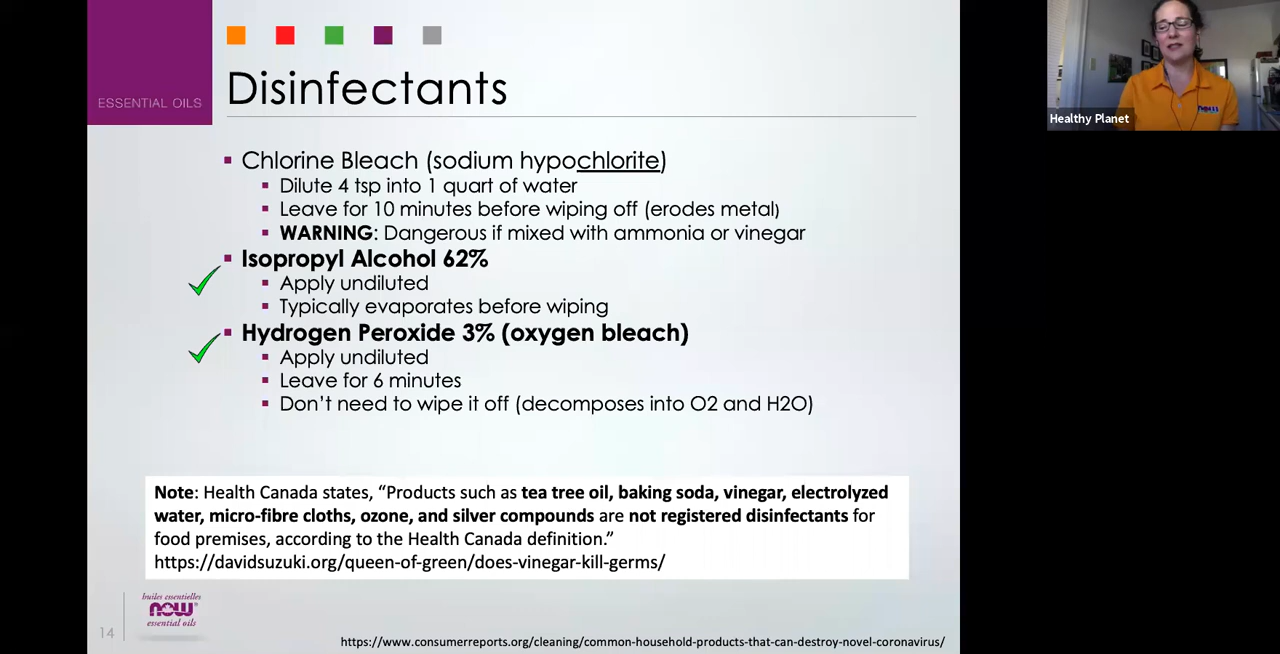 ESSENTIAL OILS
Disinfectants
Chlorine Bleach (sodium hypochlorite)
Dilute 4 tsp into 1 quart of water
Leave for 10 minutes before wiping off (erodes metal)
WARNING: Dangerous if mixed with ammonia or vinegar
Isopropyl Alcohol 62%
Apply undiluted
Typically evaporates before wiping
Hydrogen Peroxide 3% (oxygen bleach)
Apply undiluted
Leave for 6 minutes
Don't need to wipe it off (decomposes into O2 and H2O)
Note: Health Canada states, “Products such as tea tree oil, baking soda, vinegar, electrolyzed
water, micro-fibre cloths, ozone, and silver compounds are not registered disinfectants for
food premises, according to the Health Canada definition.”
https://davidsuzuki.org/queen-of-green/does-vinegar-kill-germs/
14
huiles essentielles
now
essential oils
https://www.consumerreports.org/cleaning/common-household-products-that-can-destroy-novel-coronavirus/
now
Healthy Planet